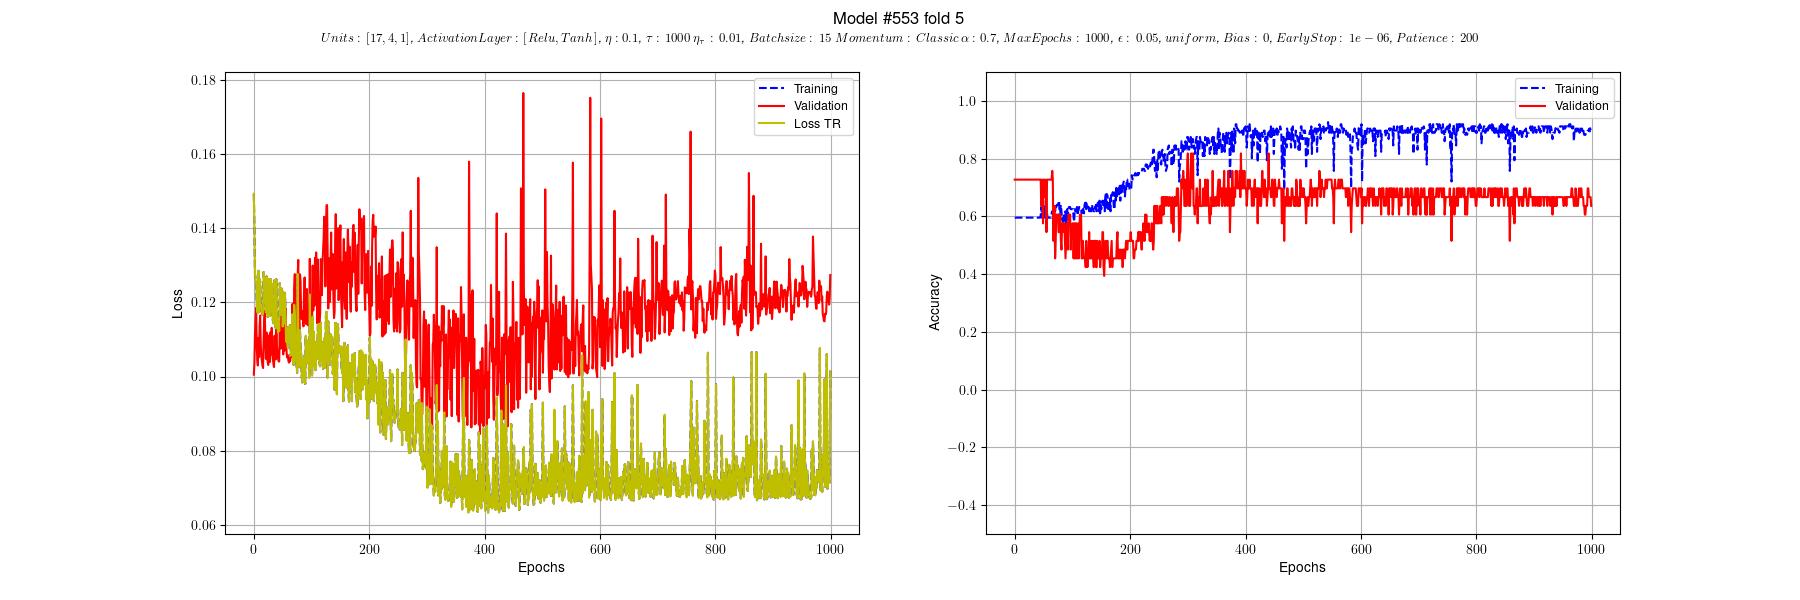 Model #553 fold 5
Units : [17, 4, 1], ActivationLayer : [Relu, Tanh], η : 0.1, τ : 1000 ητ : 0.01, Batchsize : 15 Momentum : Classic α : 0.7, MaxEpochs : 1000, ϵ : 0.05, uniform, Bias : 0, EarlyStop : 1e − 06, Patience : 200
0.18
0.16
0.14
0.12
0.10
0.08
0.06
Loss
Training
Validation
Loss TR
0 200 400 600 800 1000
Epochs
1.0
0.8
0.6
0.4
0.2
0.0
−0.2
−0.4
Accuracy
Training
Validation
0 200 400 600 800 1000
Epochs